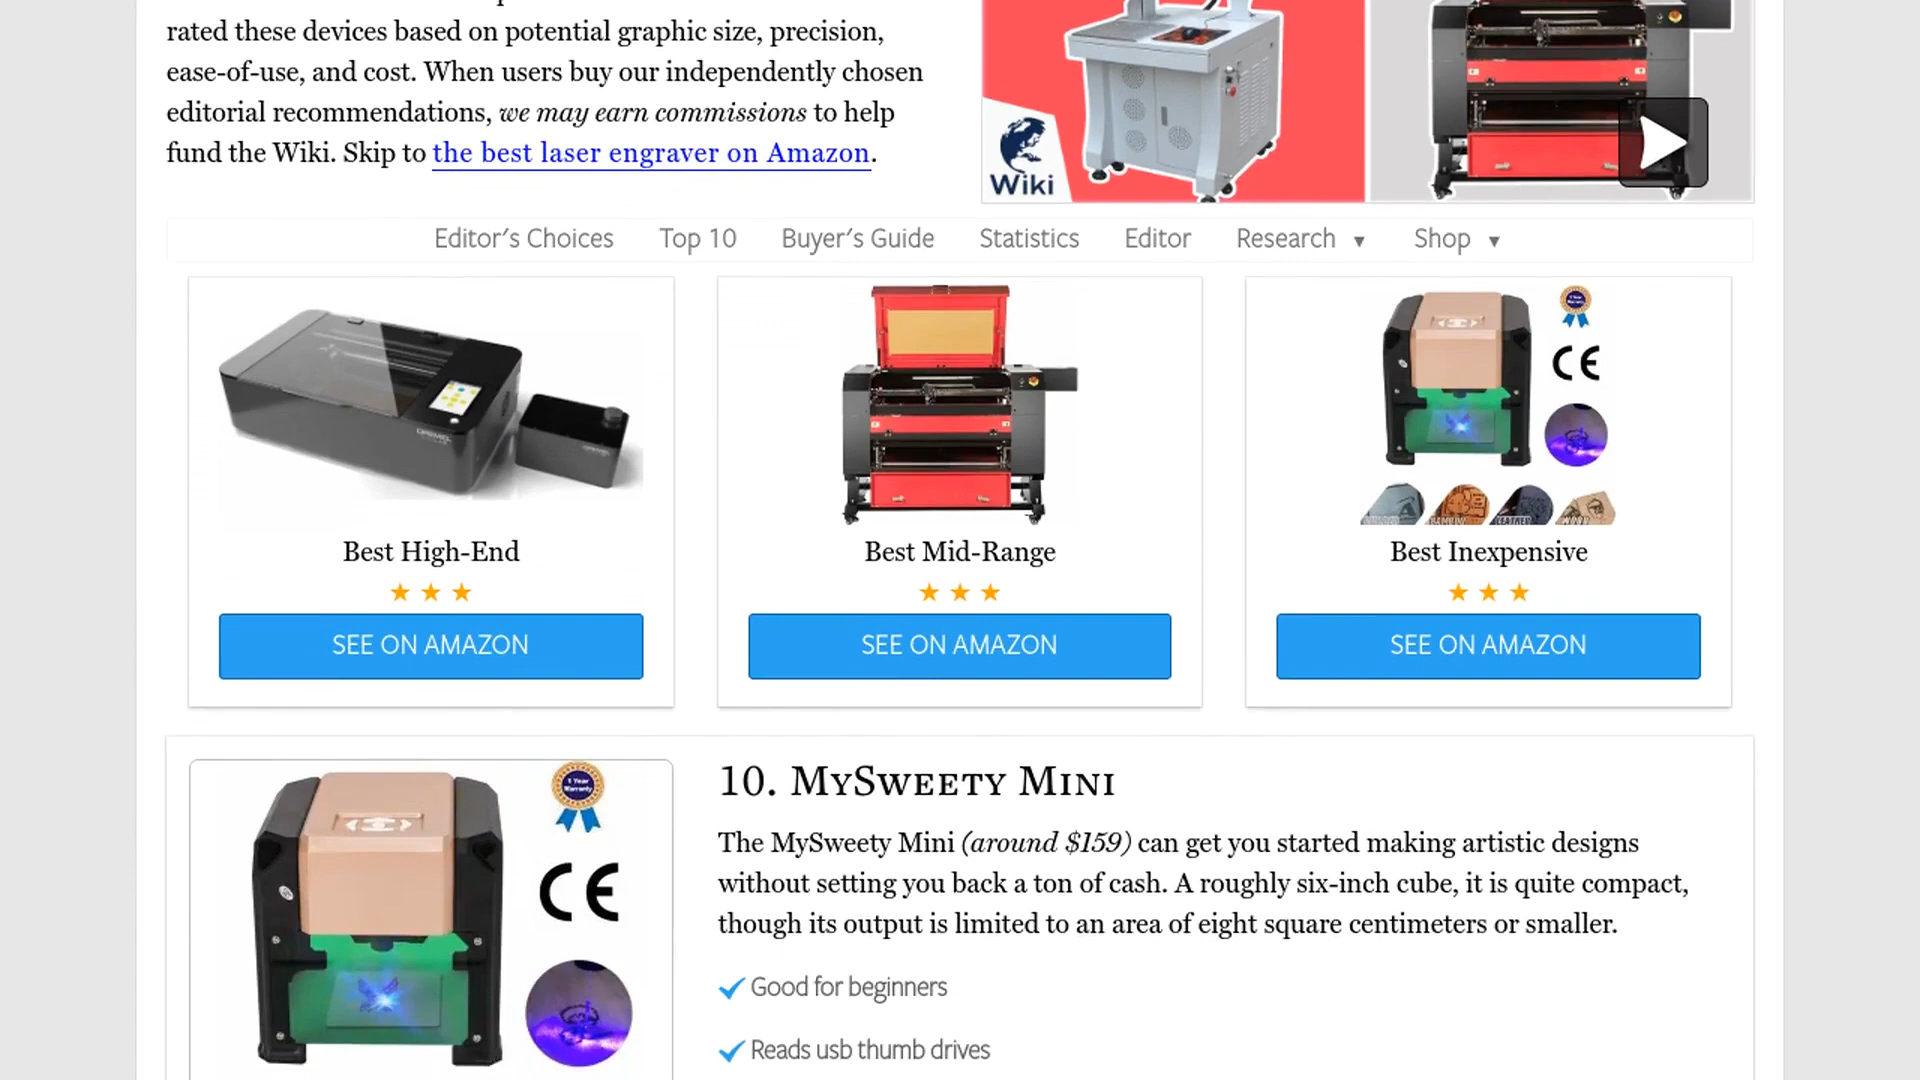 rated these devices based on potential graphic size, precision,
ease-of-use, and cost. When users buy our independently chosen
editorial recommendations, we may earn commissions to help
fund the Wiki. Skip to the best laser engraver on Amazon.
Wiki
Editor's Choices Top 10 Buyer's Guide Statistics Editor Research ▼ Shop ▼
CE
Best High-End
Best Mid-Range
Best Inexpensive
SEE ON AMAZON
SEE ON AMAZON
SEE ON AMAZON
1 Year
Warranty
CE
10. MySweety Mini
The MySweety Mini (around $159) can get you started making artistic designs
without setting you back a ton of cash. A roughly six-inch cube, it is quite compact,
though its output is limited to an area of eight square centimeters or smaller.
Good for beginners
Reads usb thumb drives